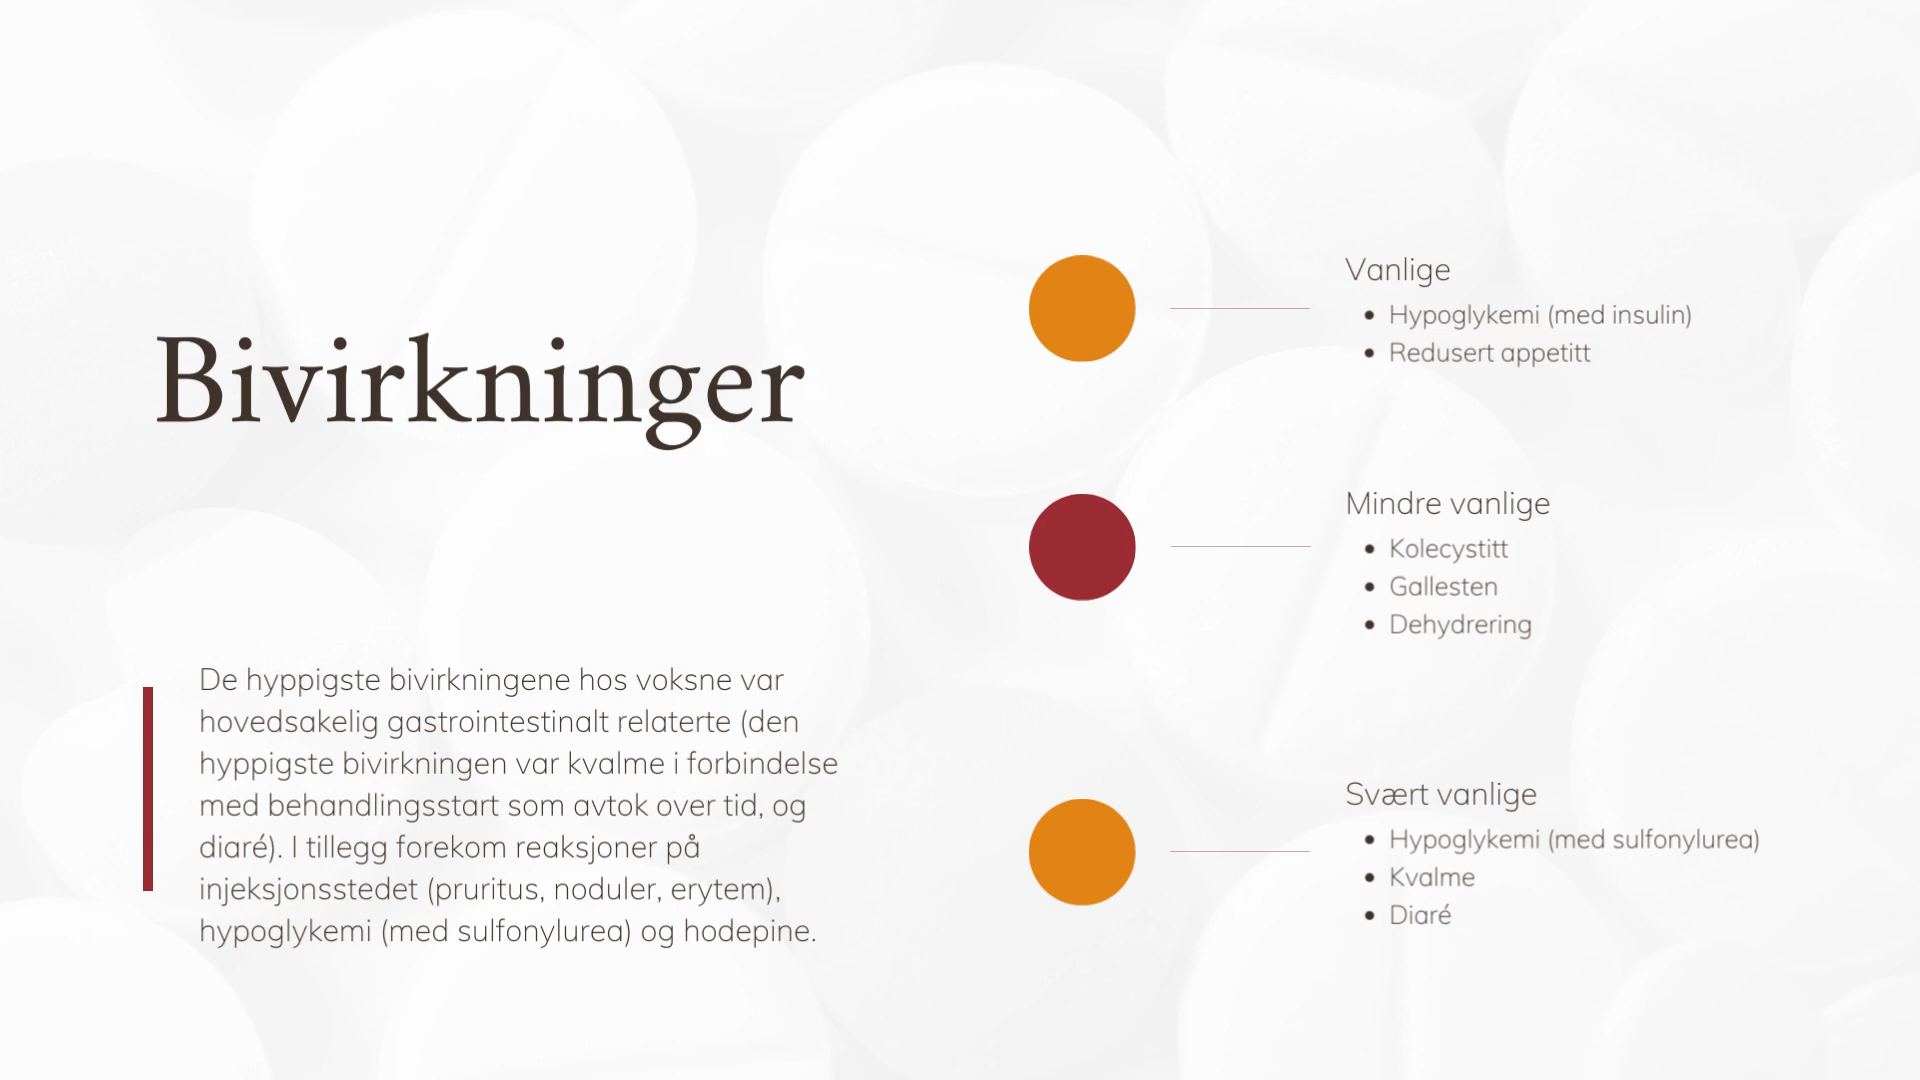 Bivirkninger
De hyppigste bivirkningene hos voksne var
hovedsakelig gastrointestinalt relaterte (den
hyppigste bivirkningen var kvalme i forbindelse
med behandlingsstart som avtok over tid, og
diaré). I tillegg forekom reaksjoner på
injeksjonsstedet (pruritus, noduler, erytem),
hypoglykemi (med sulfonylurea) og hodepine.
Vanlige
• Hypoglykemi (med insulin)
• Redusert appetitt
Mindre vanlige
• Kolecystitt
• Gallesten
• Dehydrering
Svært vanlige
• Hypoglykemi (med sulfonylurea)
• Kvalme
• Diaré